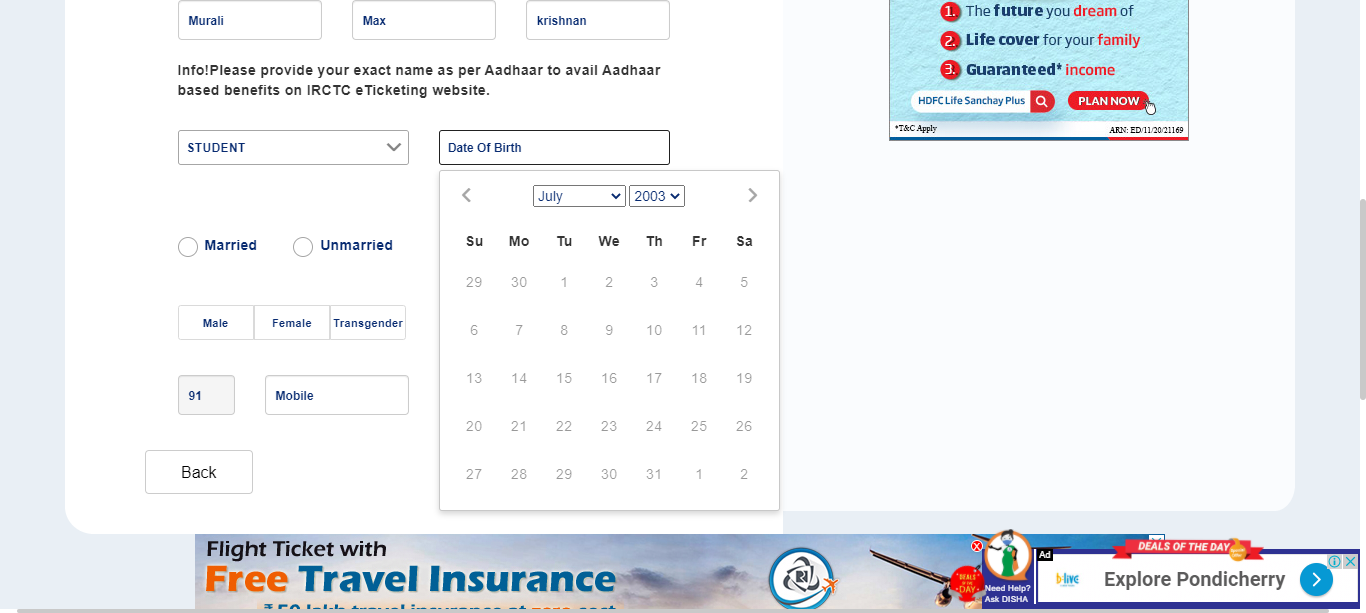 Murali Max krishnan
Info!Please provide your exact name as per Aadhaar to avail Aadhaar
based benefits on IRCTC eTicketing website.
STUDENT Date Of Birth
July 2003
Su Mo Tu We Th Fr Sa
29 30 1 2 3 4 5
6 7 8 9 10 11 12
13 14 15 16 17 18 19
20 21 22 23 24 25 26
27 28 29 30 31 1 2
Married Unmarried
Male Female Transgender
91 Mobile
Back
1. The future you dream of
2. Life cover for your family
3. Guaranteed* income
HDFC Life Sanchay Plus PLAN NOW
*T&C Apply ARN: ED/11/20/21169
Flight Ticket with
Free Travel Insurance
₹ 50 lakh travel insurance at zero cost
Need Help?
Ask DISHA
DEALS OF THE DAY
Ad
DEALS OF THE DAY
b·live Explore Pondicherry